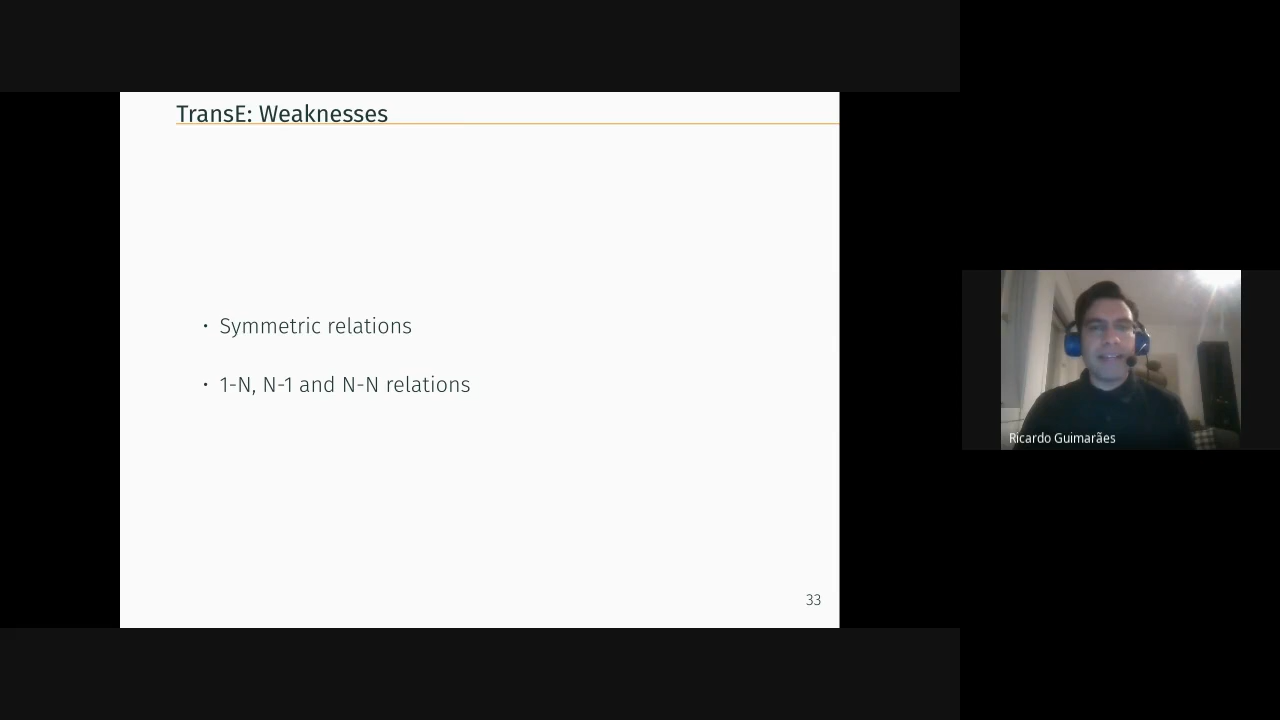 TransE: Weaknesses
· Symmetric relations
· 1-N, N-1 and N-N relations
33
Ricardo Guimarães